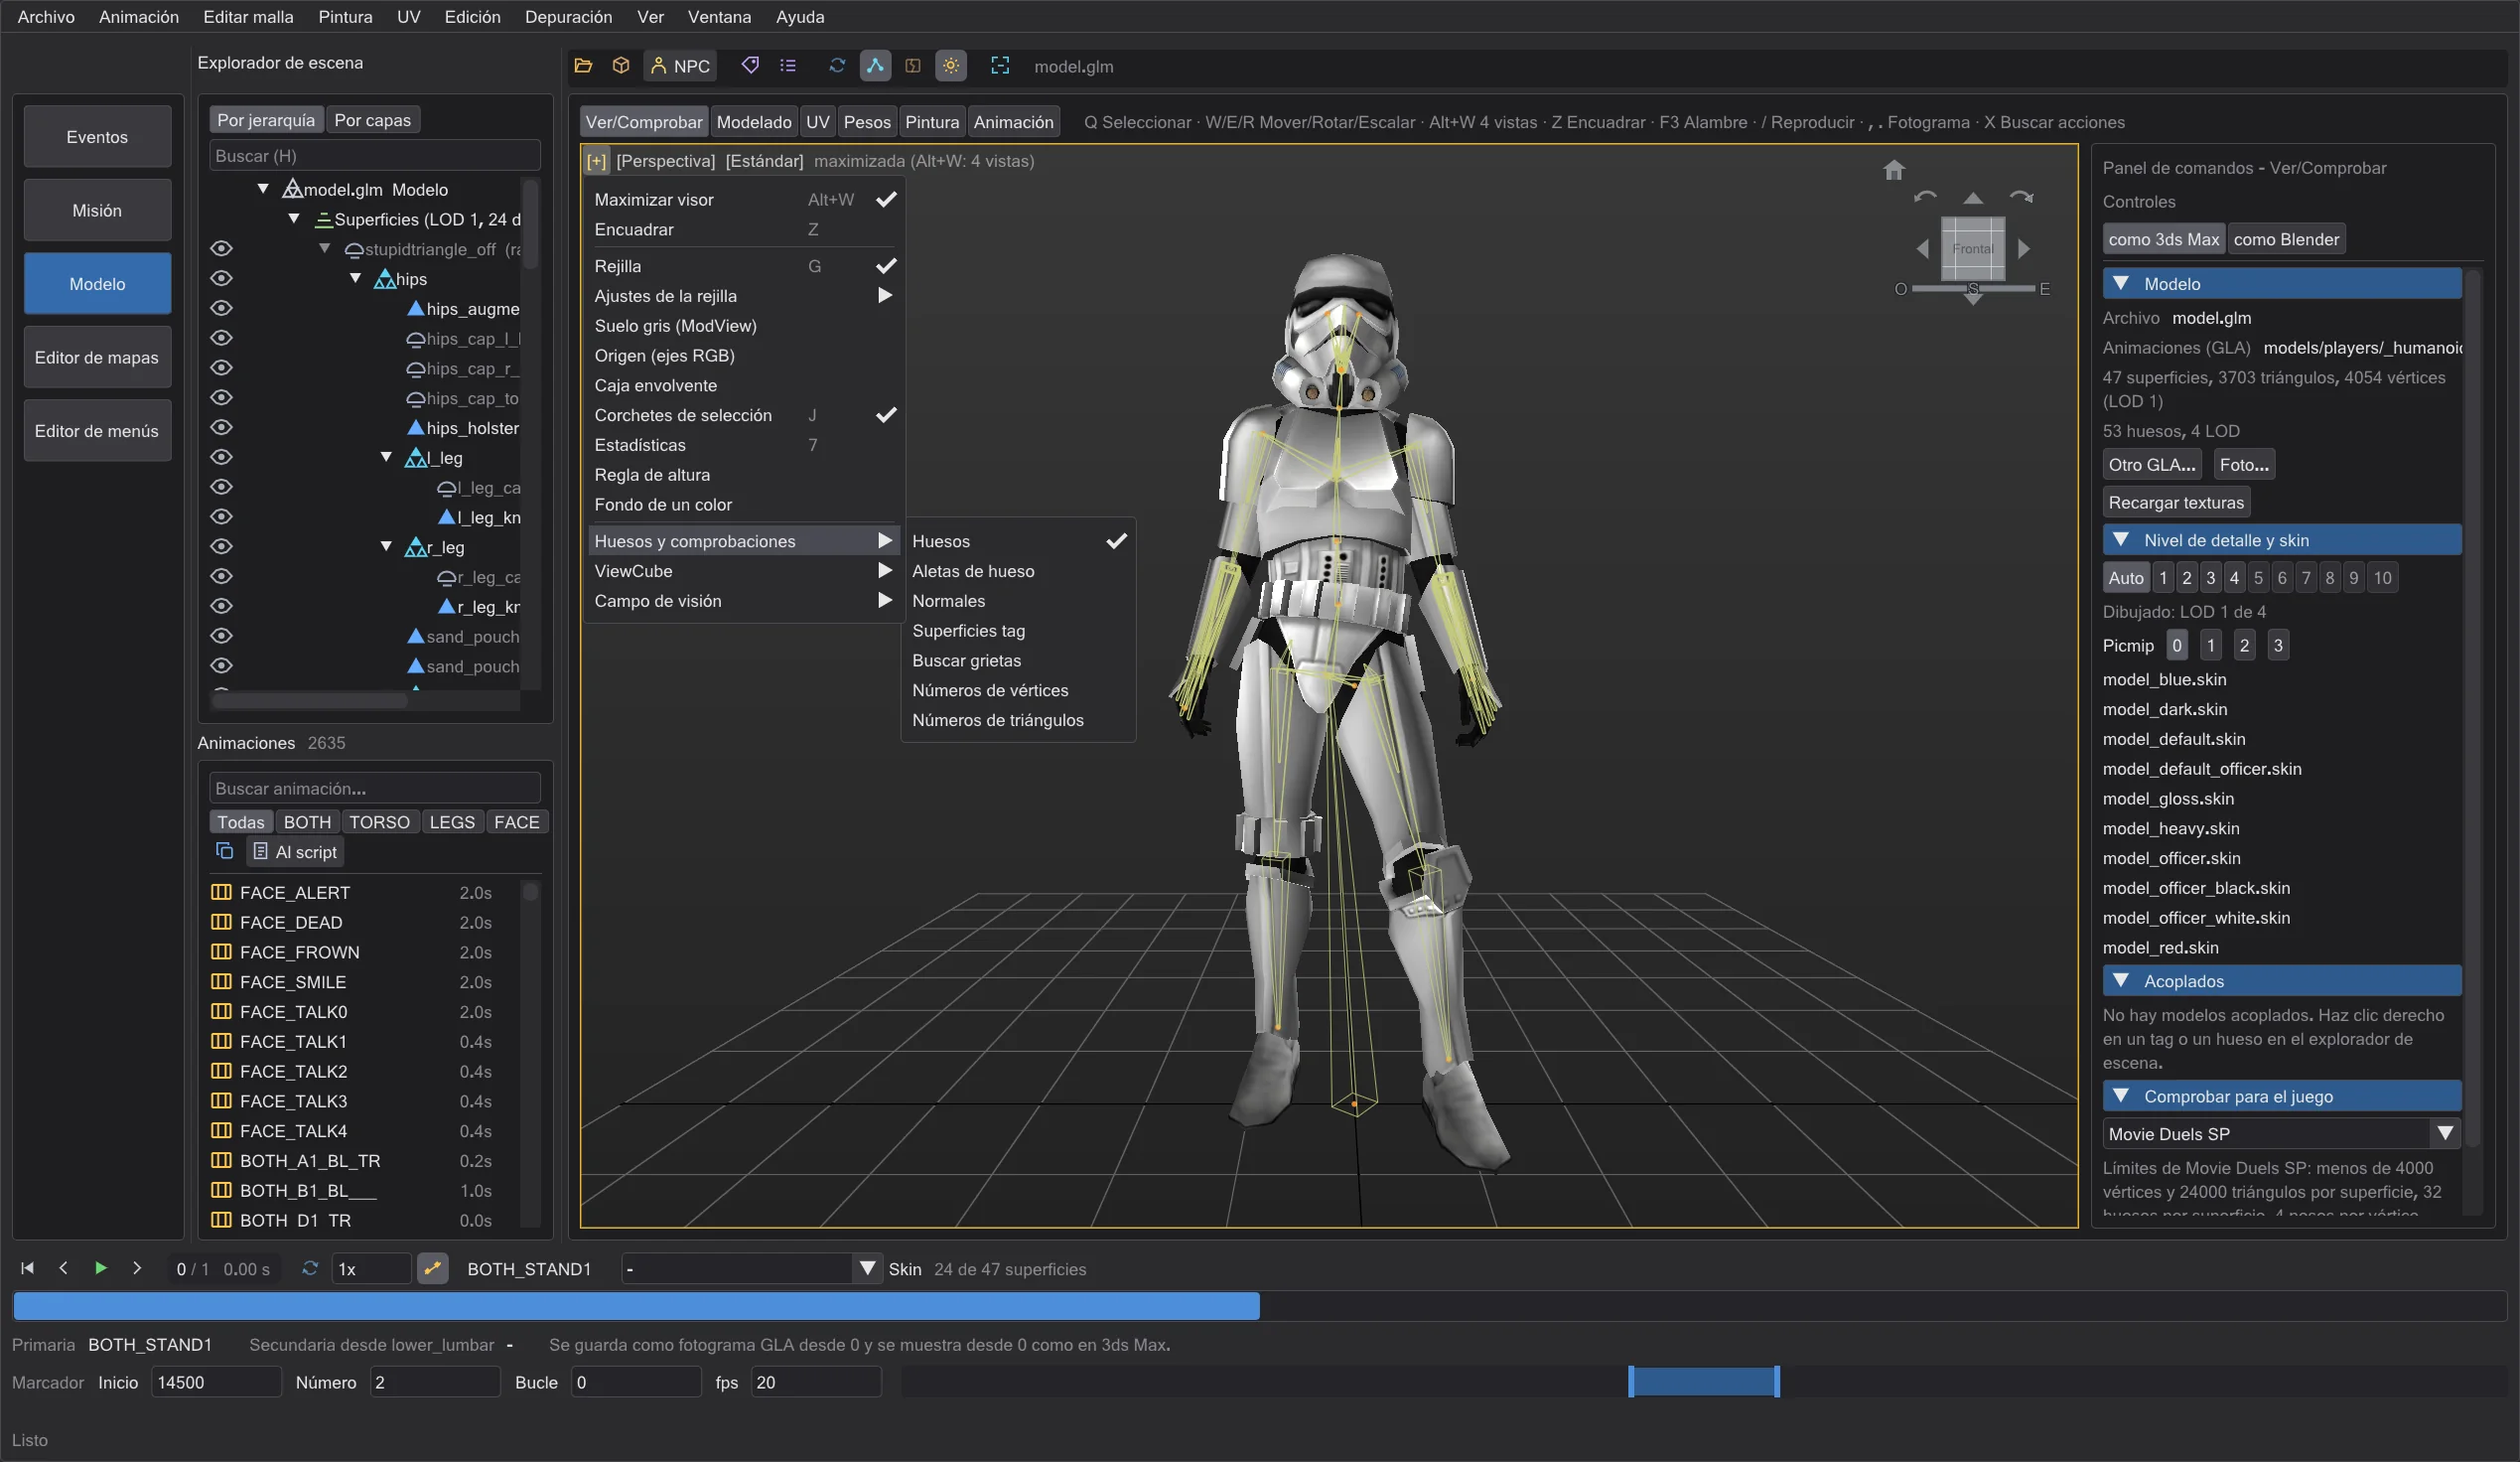 Archivo Animación Editar malla Pintura UV Edición Depuración Ver Ventana Ayuda
Eventos
Misión
Modelo
Editor de mapas
Editor de menús
Explorador de escena
Por jerarquía Por capas
Buscar (H)
model.glm Modelo
Superficies (LOD 1, 24 d
stupidtriangle_off (ra
hips
hips_augme
hips_cap_l_l
hips_cap_r_
hips_cap_to
hips_holster
l_leg
l_leg_ca
l_leg_kn
r_leg
r_leg_ca
r_leg_kn
sand_pouch
sand_pouch
Animaciones 2635
Buscar animación...
Todas BOTH TORSO LEGS FACE
Al script
FACE_ALERT 2.0s
FACE_DEAD 2.0s
FACE_FROWN 2.0s
FACE_SMILE 2.0s
FACE_TALK0 2.0s
FACE_TALK1 0.4s
FACE_TALK2 0.4s
FACE_TALK3 0.4s
FACE_TALK4 0.4s
BOTH_A1_BL_TR 0.2s
BOTH_B1_BL___ 1.0s
BOTH D1 TR 0.0s
NPC model.glm
Ver/Comprobar Modelado UV Pesos Pintura Animación Q Seleccionar · W/E/R Mover/Rotar/Escalar · Alt+W 4 vistas · Z Encuadrar · F3 Alambre · / Reproducir · , . Fotograma · X Buscar acciones
[+] [Perspectiva] [Estándar] maximizada (Alt+W: 4 vistas)
Maximizar visor Alt+W
Encuadrar Z
Rejilla G
Ajustes de la rejilla
Suelo gris (ModView)
Origen (ejes RGB)
Caja envolvente
Corchetes de selección J
Estadísticas 7
Regla de altura
Fondo de un color
Huesos y comprobaciones
ViewCube
Campo de visión
Huesos
Aletas de hueso
Normales
Superficies tag
Buscar grietas
Números de vértices
Números de triángulos
Frontal
O S E
Panel de comandos - Ver/Comprobar
Controles
como 3ds Max como Blender
Modelo
Archivo model.glm
Animaciones (GLA) models/players/_humanoid
47 superficies, 3703 triángulos, 4054 vértices
(LOD 1)
53 huesos, 4 LOD
Otro GLA... Foto...
Recargar texturas
Nivel de detalle y skin
Auto 1 2 3 4 5 6 7 8 9 10
Dibujado: LOD 1 de 4
Picmip 0 1 2 3
model_blue.skin
model_dark.skin
model_default.skin
model_default_officer.skin
model_gloss.skin
model_heavy.skin
model_officer.skin
model_officer_black.skin
model_officer_white.skin
model_red.skin
Acoplados
No hay modelos acoplados. Haz clic derecho
en un tag o un hueso en el explorador de
escena.
Comprobar para el juego
Movie Duels SP
Límites de Movie Duels SP: menos de 4000
vértices y 24000 triángulos por superficie, 32
huesos por superficie, 4 pesos por vértice
0 / 1 0.00 s 1x BOTH_STAND1 - Skin 24 de 47 superficies
Primaria BOTH_STAND1 Secundaria desde lower_lumbar - Se guarda como fotograma GLA desde 0 y se muestra desde 0 como en 3ds Max.
Marcador Inicio 14500 Número 2 Bucle 0 fps 20
Listo